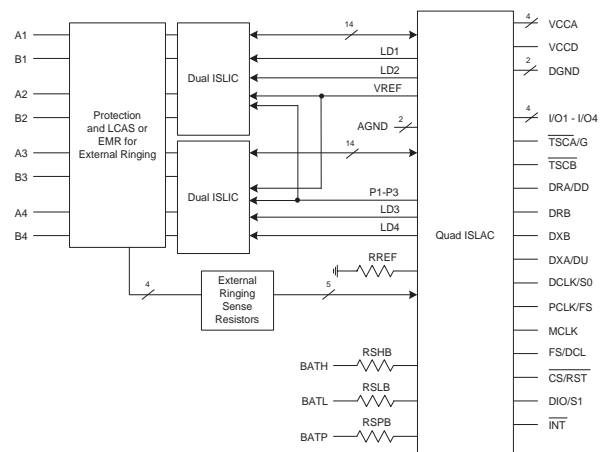 A1
B1
A2
B2
A3
B3
A4
B4
Protection
and LCAS or
EMR for
External Ringing
Dual ISLIC
Dual ISLIC
14
LD1
LD2
VREF
AGND
2
14
P1-P3
LD3
LD4
RREF
4
External
Ringing
Sense
Resistors
5
BATH
RSHB
BATL
RSLB
BATP
RSPB
Quad ISLAC
4
VCCA
VCCD
2
DGND
4
I/O1 - I/O4
TSCA/G
TSCB
DRA/DD
DRB
DXB
DXA/DU
DCLK/S0
PCLK/FS
MCLK
FS/DCL
CS/RST
DIO/S1
INT